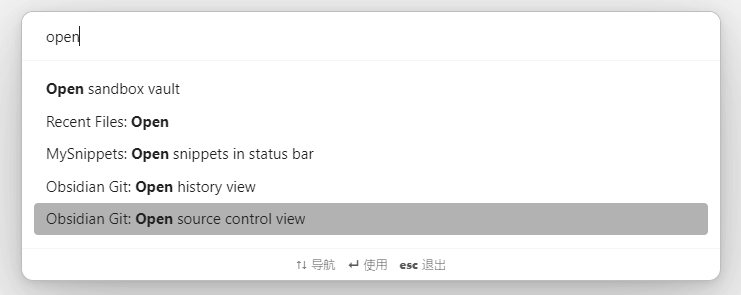 open
Open sandbox vault
Recent Files: Open
MySnippets: Open snippets in status bar
Obsidian Git: Open history view
Obsidian Git: Open source control view
↑↓ 导航 ↵ 使用 esc 退出